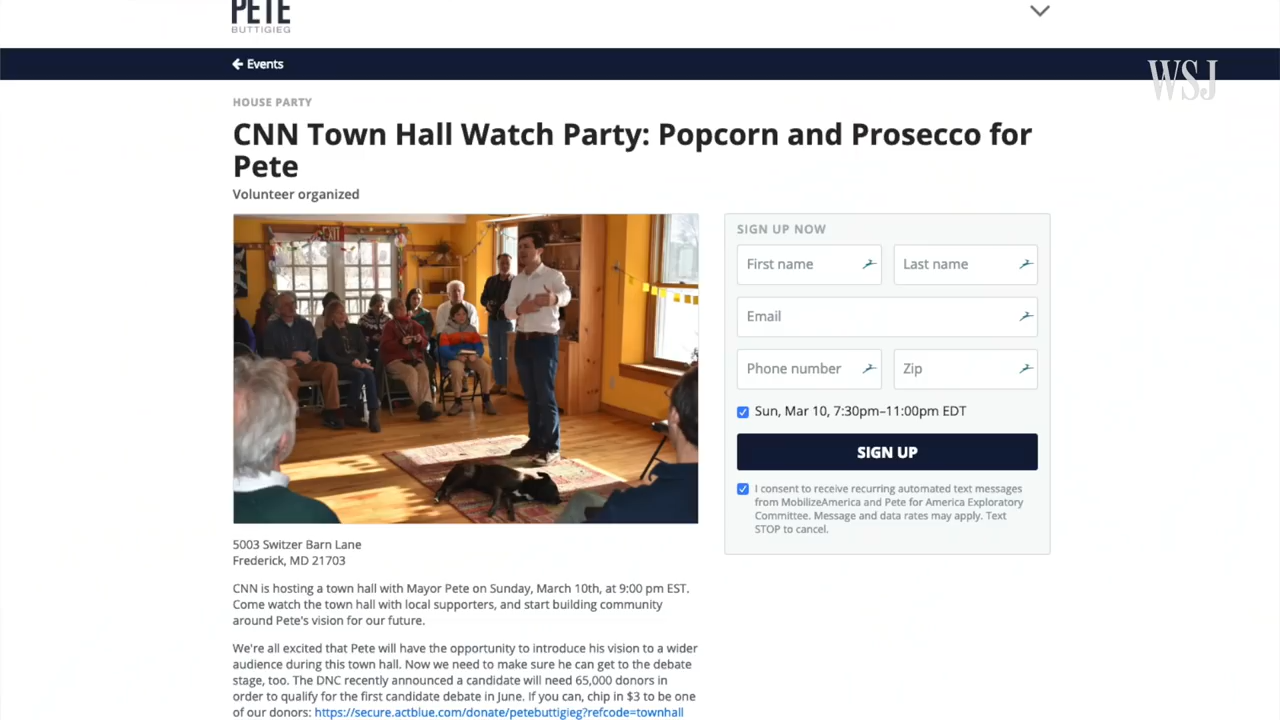 PETE
BUTTIGIEG
Events
WSJ
HOUSE PARTY
CNN Town Hall Watch Party: Popcorn and Prosecco for
Pete
Volunteer organized
EXIT
SIGN UP NOW
First name
Last name
Email
Phone number
Zip
Sun, Mar 10, 7:30pm–11:00pm EDT
SIGN UP
I consent to receive recurring automated text messages
from MobilizeAmerica and Pete for America Exploratory
Committee. Message and data rates may apply. Text
STOP to cancel.
5003 Switzer Barn Lane
Frederick, MD 21703
CNN is hosting a town hall with Mayor Pete on Sunday, March 10th, at 9:00 pm EST.
Come watch the town hall with local supporters, and start building community
around Pete's vision for our future.
We're all excited that Pete will have the opportunity to introduce his vision to a wider
audience during this town hall. Now we need to make sure he can get to the debate
stage, too. The DNC recently announced a candidate will need 65,000 donors in
order to qualify for the first candidate debate in June. If you can, chip in $3 to be one
of our donors: https://secure.actblue.com/donate/petebuttigieg?refcode=townhall